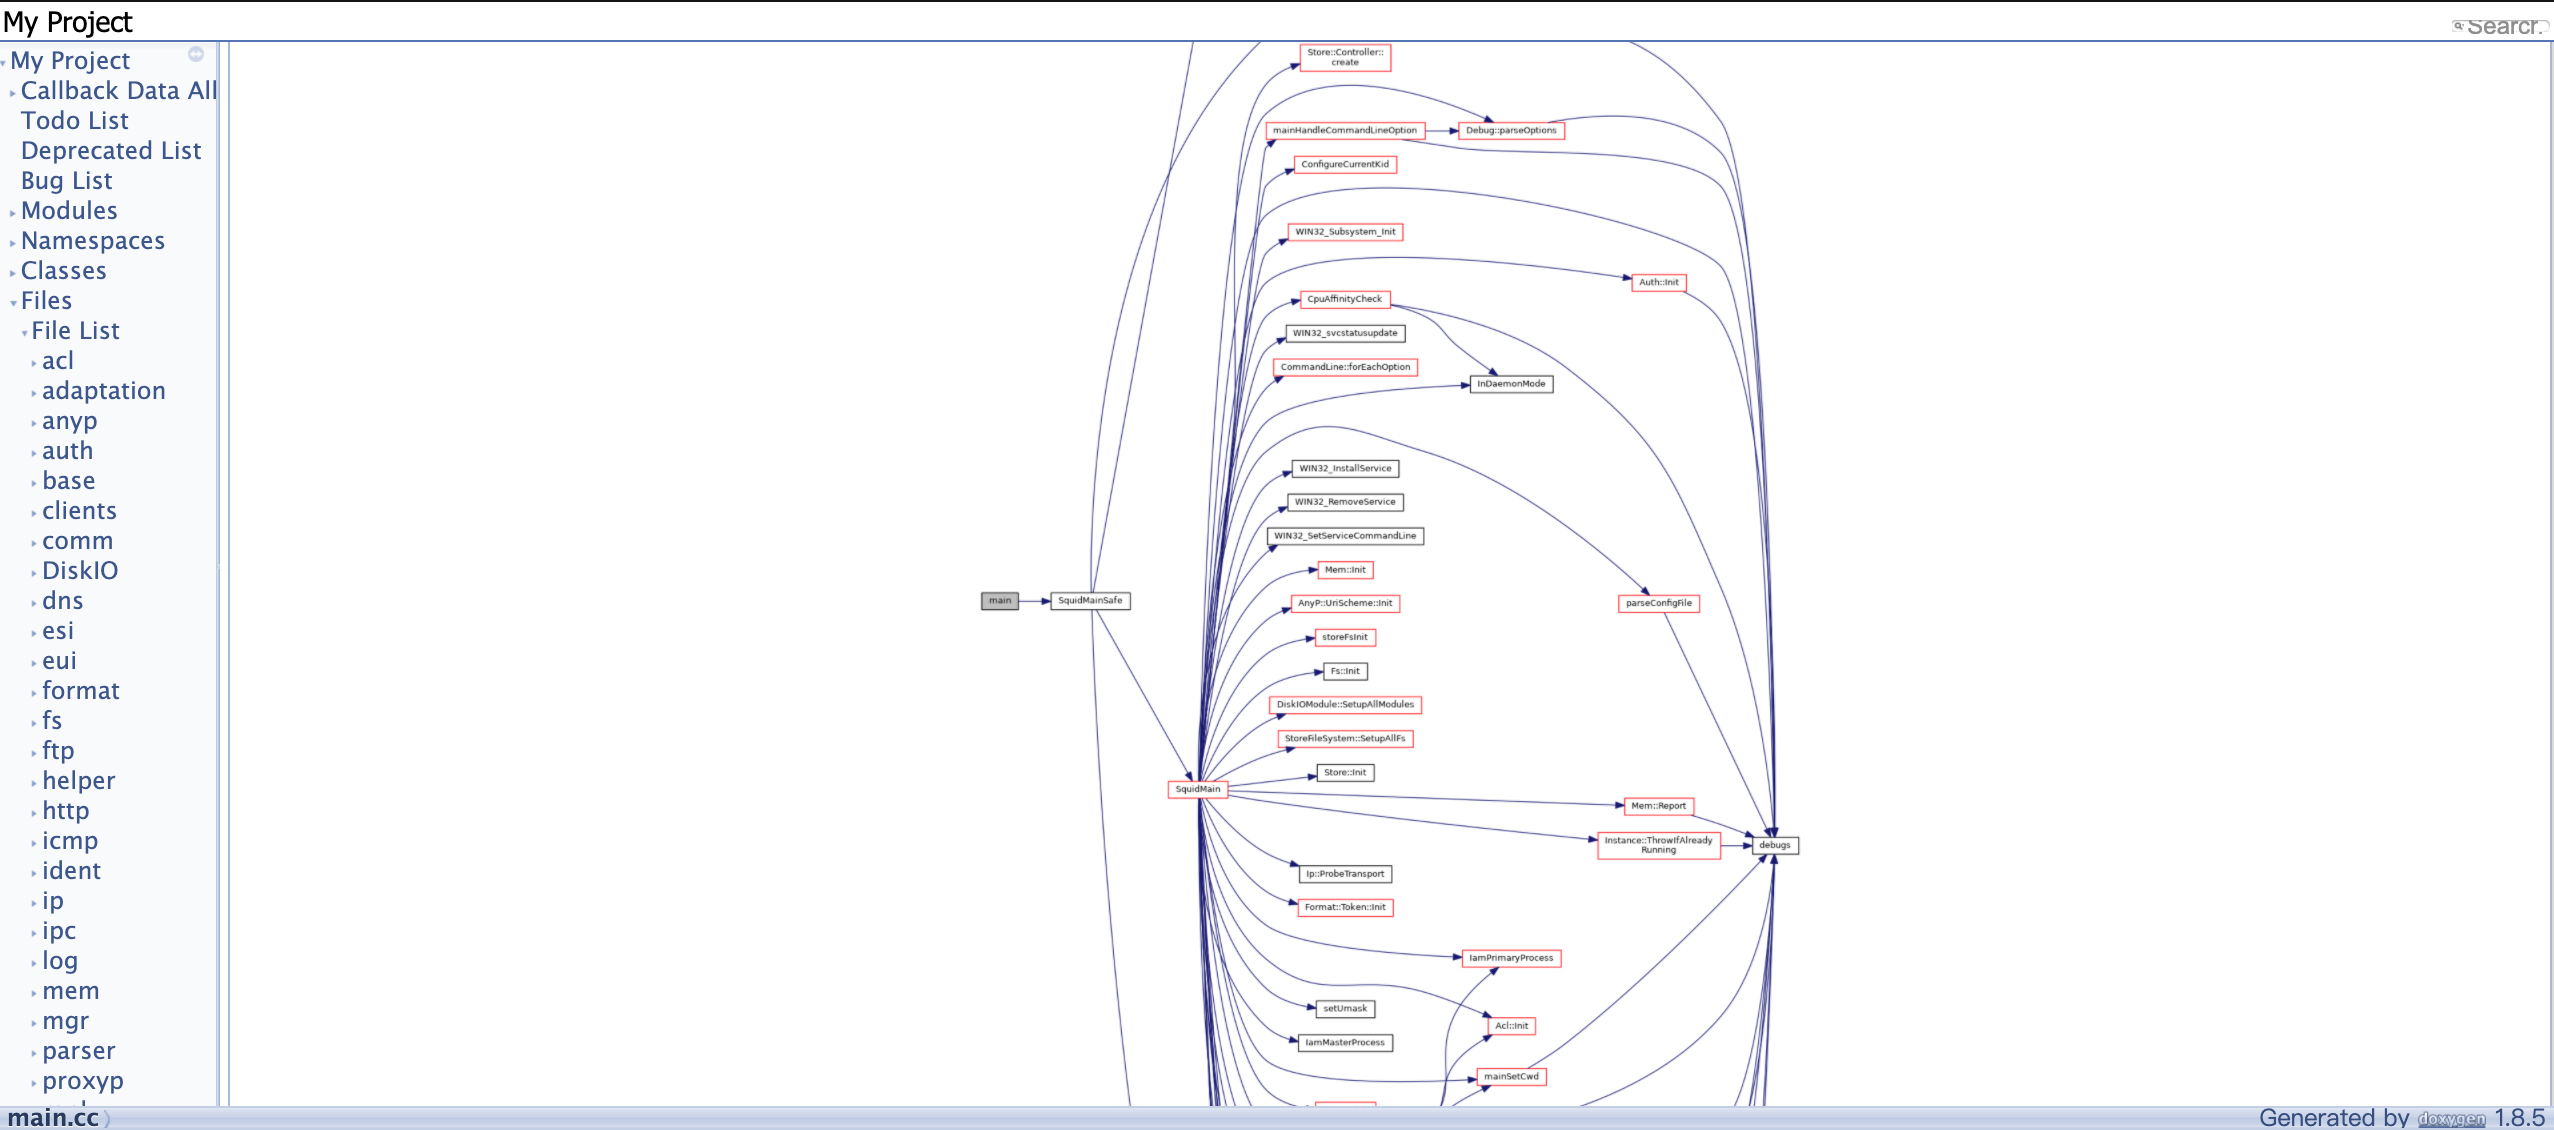 My Project
Search
My Project
Callback Data All
Todo List
Deprecated List
Bug List
Modules
Namespaces
Classes
Files
File List
acl
adaptation
anyp
auth
base
clients
comm
DiskIO
dns
esi
eui
format
fs
ftp
helper
http
icmp
ident
ip
ipc
log
mem
mgr
parser
proxyp
Store::Controller::
create
mainHandleCommandLineOption
Debug::parseOptions
ConfigureCurrentKid
WIN32_Subsystem_Init
Auth::Init
CpuAffinityCheck
WIN32_svcstatusupdate
CommandLine::forEachOption
InDaemonMode
WIN32_InstallService
WIN32_RemoveService
WIN32_SetServiceCommandLine
Mem::Init
main
SquidMainSafe
AnyP::UriScheme::Init
parseConfigFile
storeFsInit
Fs::Init
DiskIOModule::SetupAllModules
StoreFileSystem::SetupAllFs
Store::Init
SquidMain
Mem::Report
Instance::ThrowIfAlready
Running
debugs
Ip::ProbeTransport
Format::Token::Init
IamPrimaryProcess
setUmask
Acl::Init
IamMasterProcess
mainSetCwd
main.cc
Generated by doxygen 1.8.5